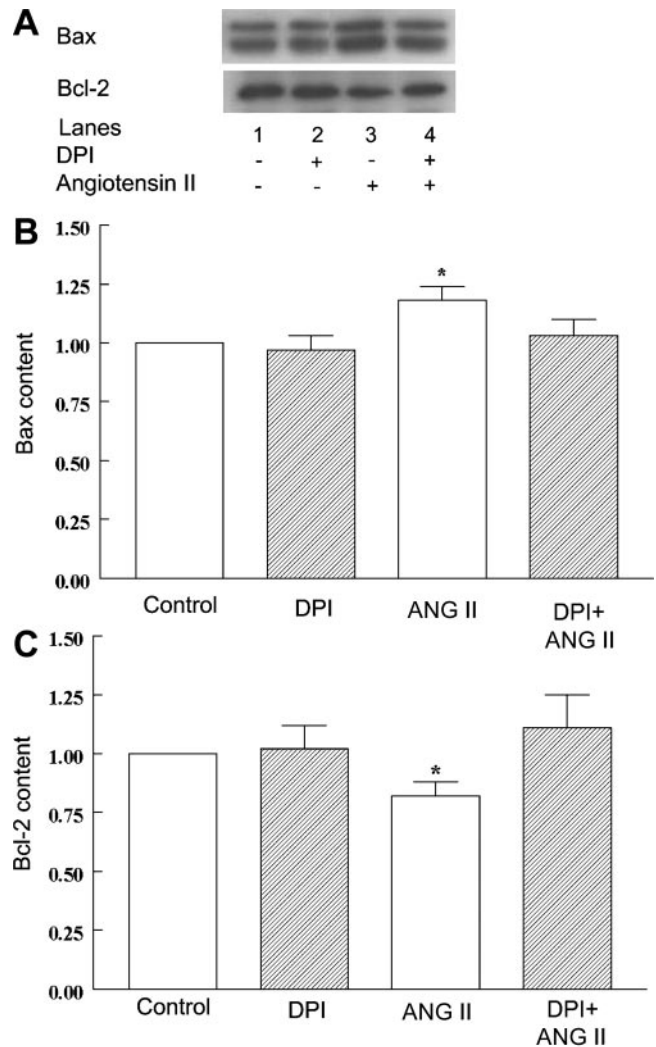 A
Bax
Bcl-2
Lanes 1 2 3 4
DPI - + - +
Angiotensin II - - + +
B
Bax content
1.50
1.25
1.00
0.75
0.50
0.25
0.00
*
Control DPI ANG II DPI+
ANG II
C
Bcl-2 content
1.50
1.25
1.00
0.75
0.50
0.25
0.00
*
Control DPI ANG II DPI+
ANG II